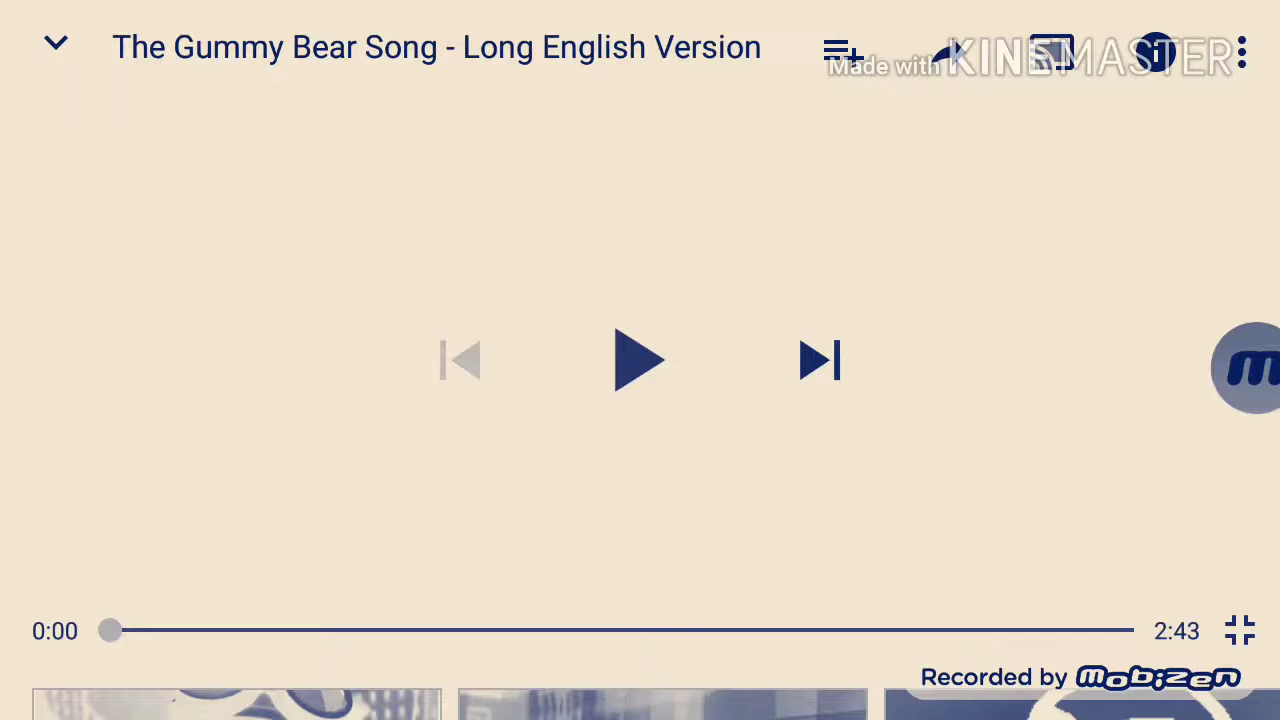 The Gummy Bear Song - Long English Version
Made with KINEMASTER
0:00
2:43
Recorded by mobizen